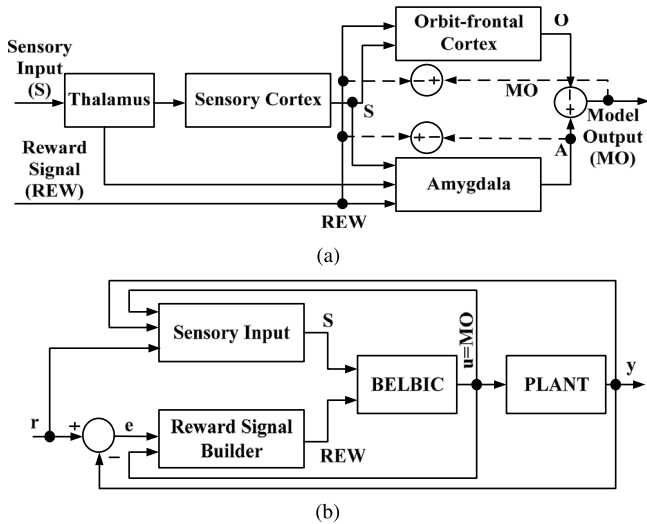 Sensory
Input
(S)
Thalamus
Sensory Cortex
Reward
Signal
(REW)
Orbit-frontal
Cortex
O
- +
MO
S
+ -
-
+
Model
Output
(MO)
A
Amygdala
REW
(a)
Sensory Input
S
BELBIC
u=MO
PLANT
y
r
+
-
e
Reward Signal
Builder
REW
(b)